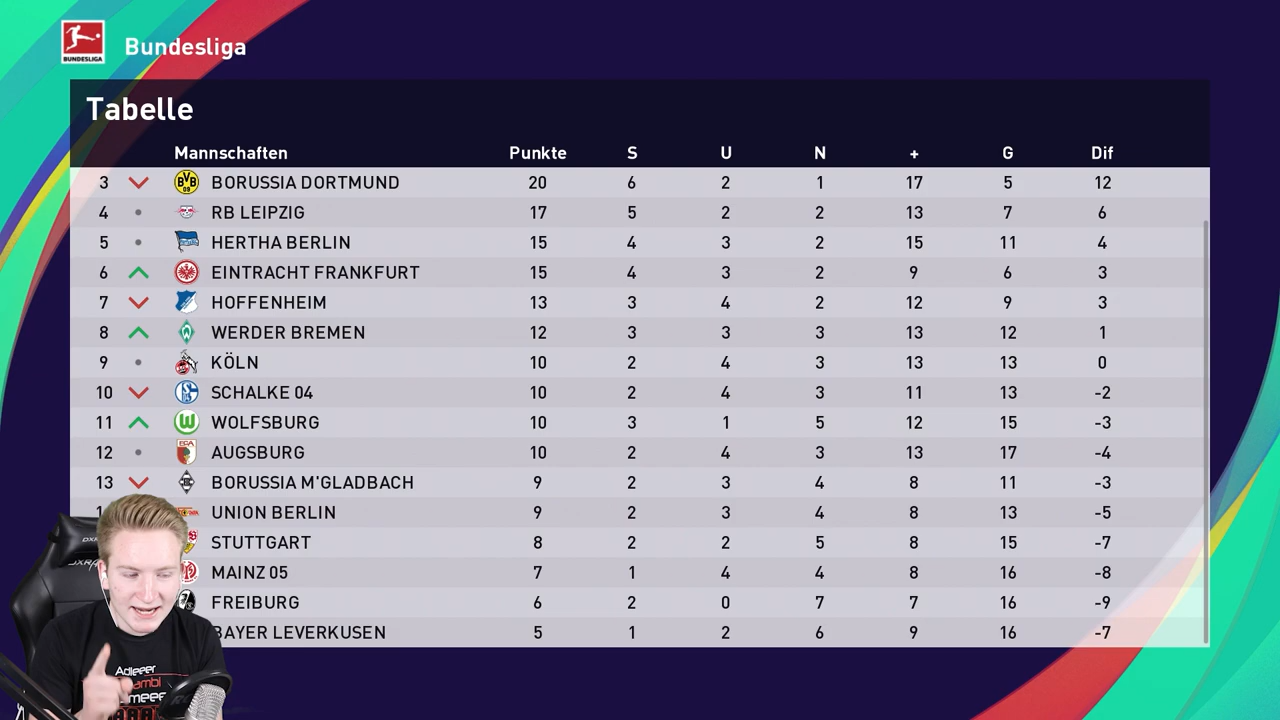 BUNDESLIGA
Bundesliga
Tabelle
Mannschaften Punkte S U N + G Dif
3 BVB 09 BORUSSIA DORTMUND 20 6 2 1 17 5 12
4 RB LEIPZIG 17 5 2 2 13 7 6
5 HERTHA BERLIN 15 4 3 2 15 11 4
6 EINTRACHT FRANKFURT 15 4 3 2 9 6 3
7 HOFFENHEIM 13 3 4 2 12 9 3
8 WERDER BREMEN 12 3 3 3 13 12 1
9 KÖLN 10 2 4 3 13 13 0
10 SCHALKE 04 10 2 4 3 11 13 -2
11 WOLFSBURG 10 3 1 5 12 15 -3
12 FCA AUGSBURG 10 2 4 3 13 17 -4
13 BORUSSIA M'GLADBACH 9 2 3 4 8 11 -3
UNION BERLIN 9 2 3 4 8 13 -5
STUTTGART 8 2 2 5 8 15 -7
MAINZ 05 7 1 4 4 8 16 -8
FREIBURG 6 2 0 7 7 16 -9
BAYER LEVERKUSEN 5 1 2 6 9 16 -7
Adleeer